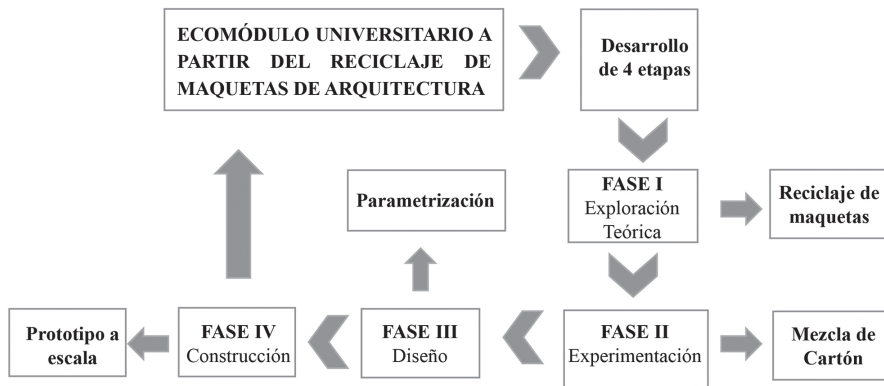 ECOMÓDULO UNIVERSITARIO A
PARTIR DEL RECICLAJE DE
MAQUETAS DE ARQUITECTURA
Desarrollo
de 4 etapas
FASE I
Exploración
Teórica
Reciclaje de
maquetas
Parametrización
FASE II
Experimentación
Mezcla de
Cartón
FASE III
Diseño
FASE IV
Construcción
Prototipo a
escala